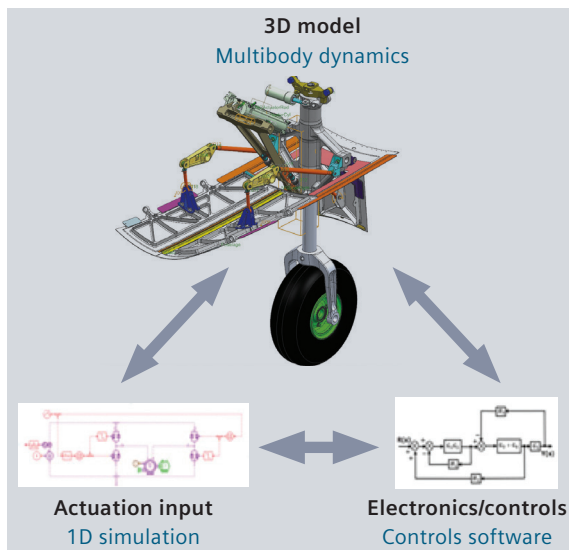 3D model
Multibody dynamics
Actuation input
1D simulation
Electronics/controls
Controls software